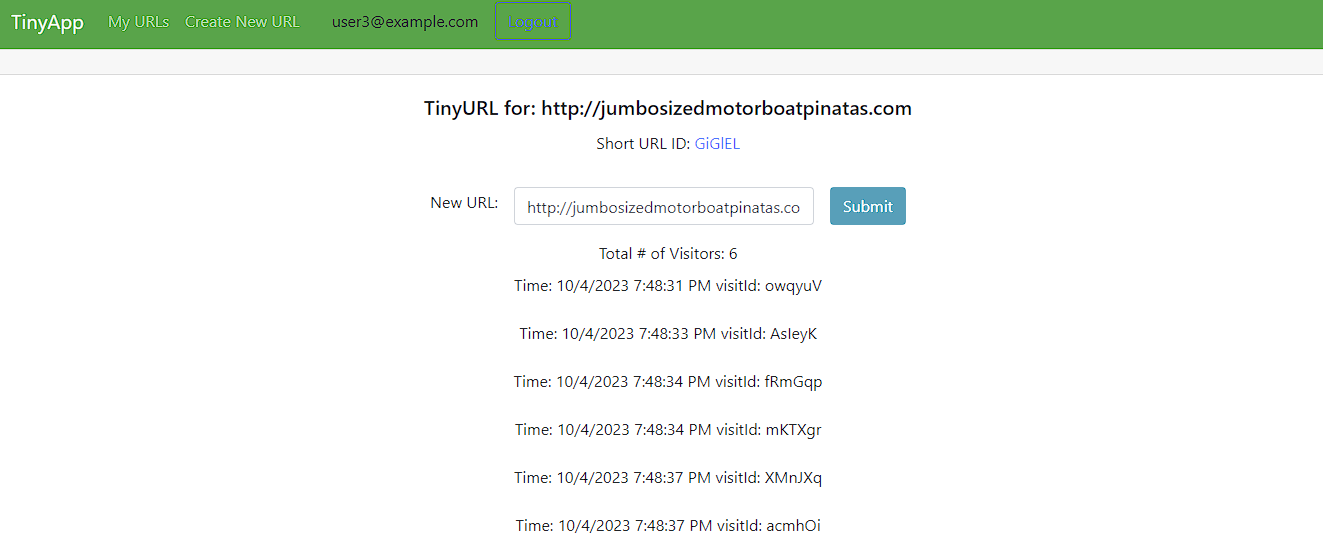 TinyApp My URLs Create New URL user3@example.com Logout
TinyURL for: http://jumbosizedmotorboatpinatas.com
Short URL ID: GiGlEL
New URL: http://jumbosizedmotorboatpinatas.co Submit
Total # of Visitors: 6
Time: 10/4/2023 7:48:31 PM visitId: owqyuV
Time: 10/4/2023 7:48:33 PM visitId: AsIeyK
Time: 10/4/2023 7:48:34 PM visitId: fRmGqp
Time: 10/4/2023 7:48:34 PM visitId: mKTXgr
Time: 10/4/2023 7:48:37 PM visitId: XMnJXq
Time: 10/4/2023 7:48:37 PM visitId: acmhOi